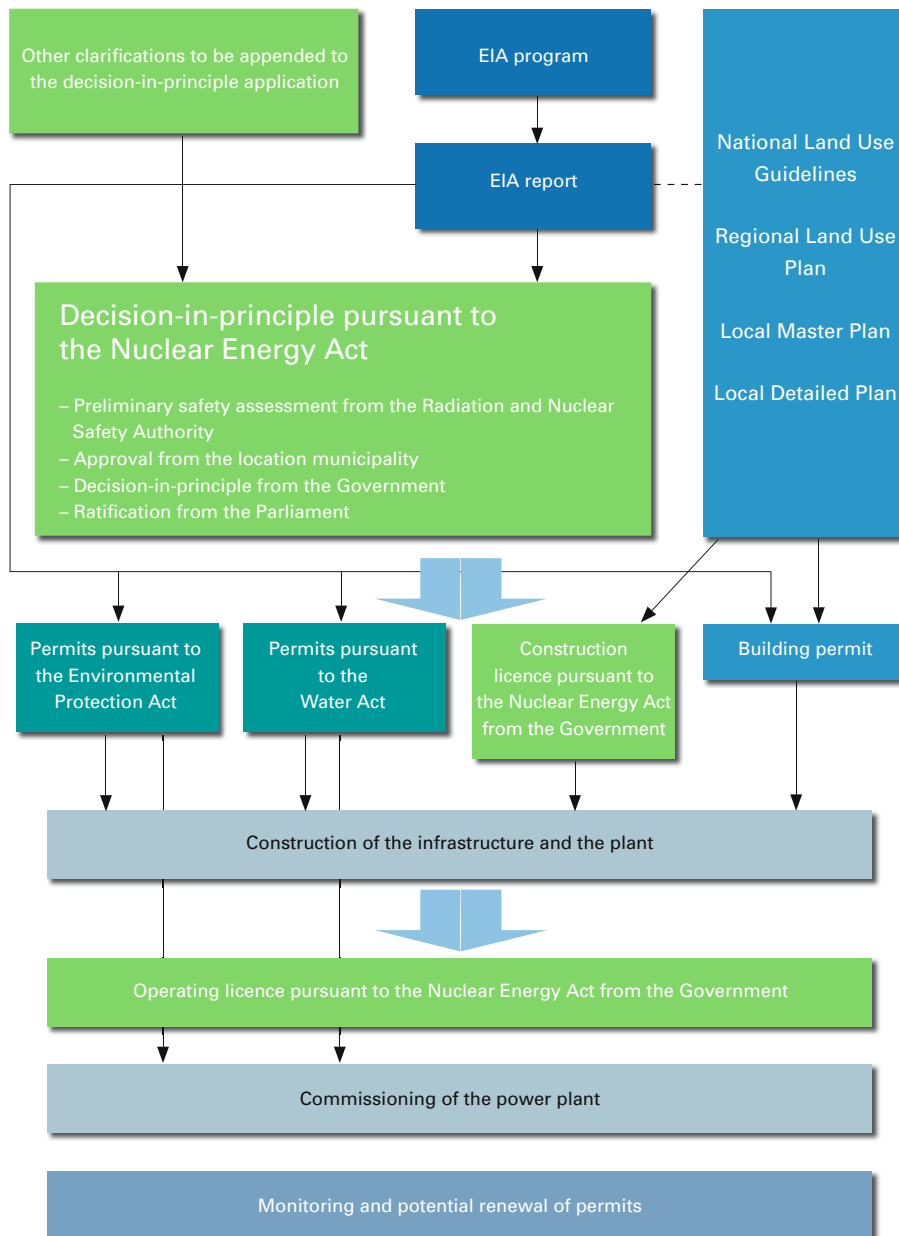 Other clarifications to be appended to
the decision-in-principle application
EIA program
EIA report
National Land Use
Guidelines
Regional Land Use
Plan
Local Master Plan
Local Detailed Plan
Decision-in-principle pursuant to
the Nuclear Energy Act
– Preliminary safety assessment from the Radiation and Nuclear
Safety Authority
– Approval from the location municipality
– Decision-in-principle from the Government
– Ratification from the Parliament
Permits pursuant to
the Environmental
Protection Act
Permits pursuant
to the
Water Act
Construction
licence pursuant to
the Nuclear Energy Act
from the Government
Building permit
Construction of the infrastructure and the plant
Operating licence pursuant to the Nuclear Energy Act from the Government
Commissioning of the power plant
Monitoring and potential renewal of permits